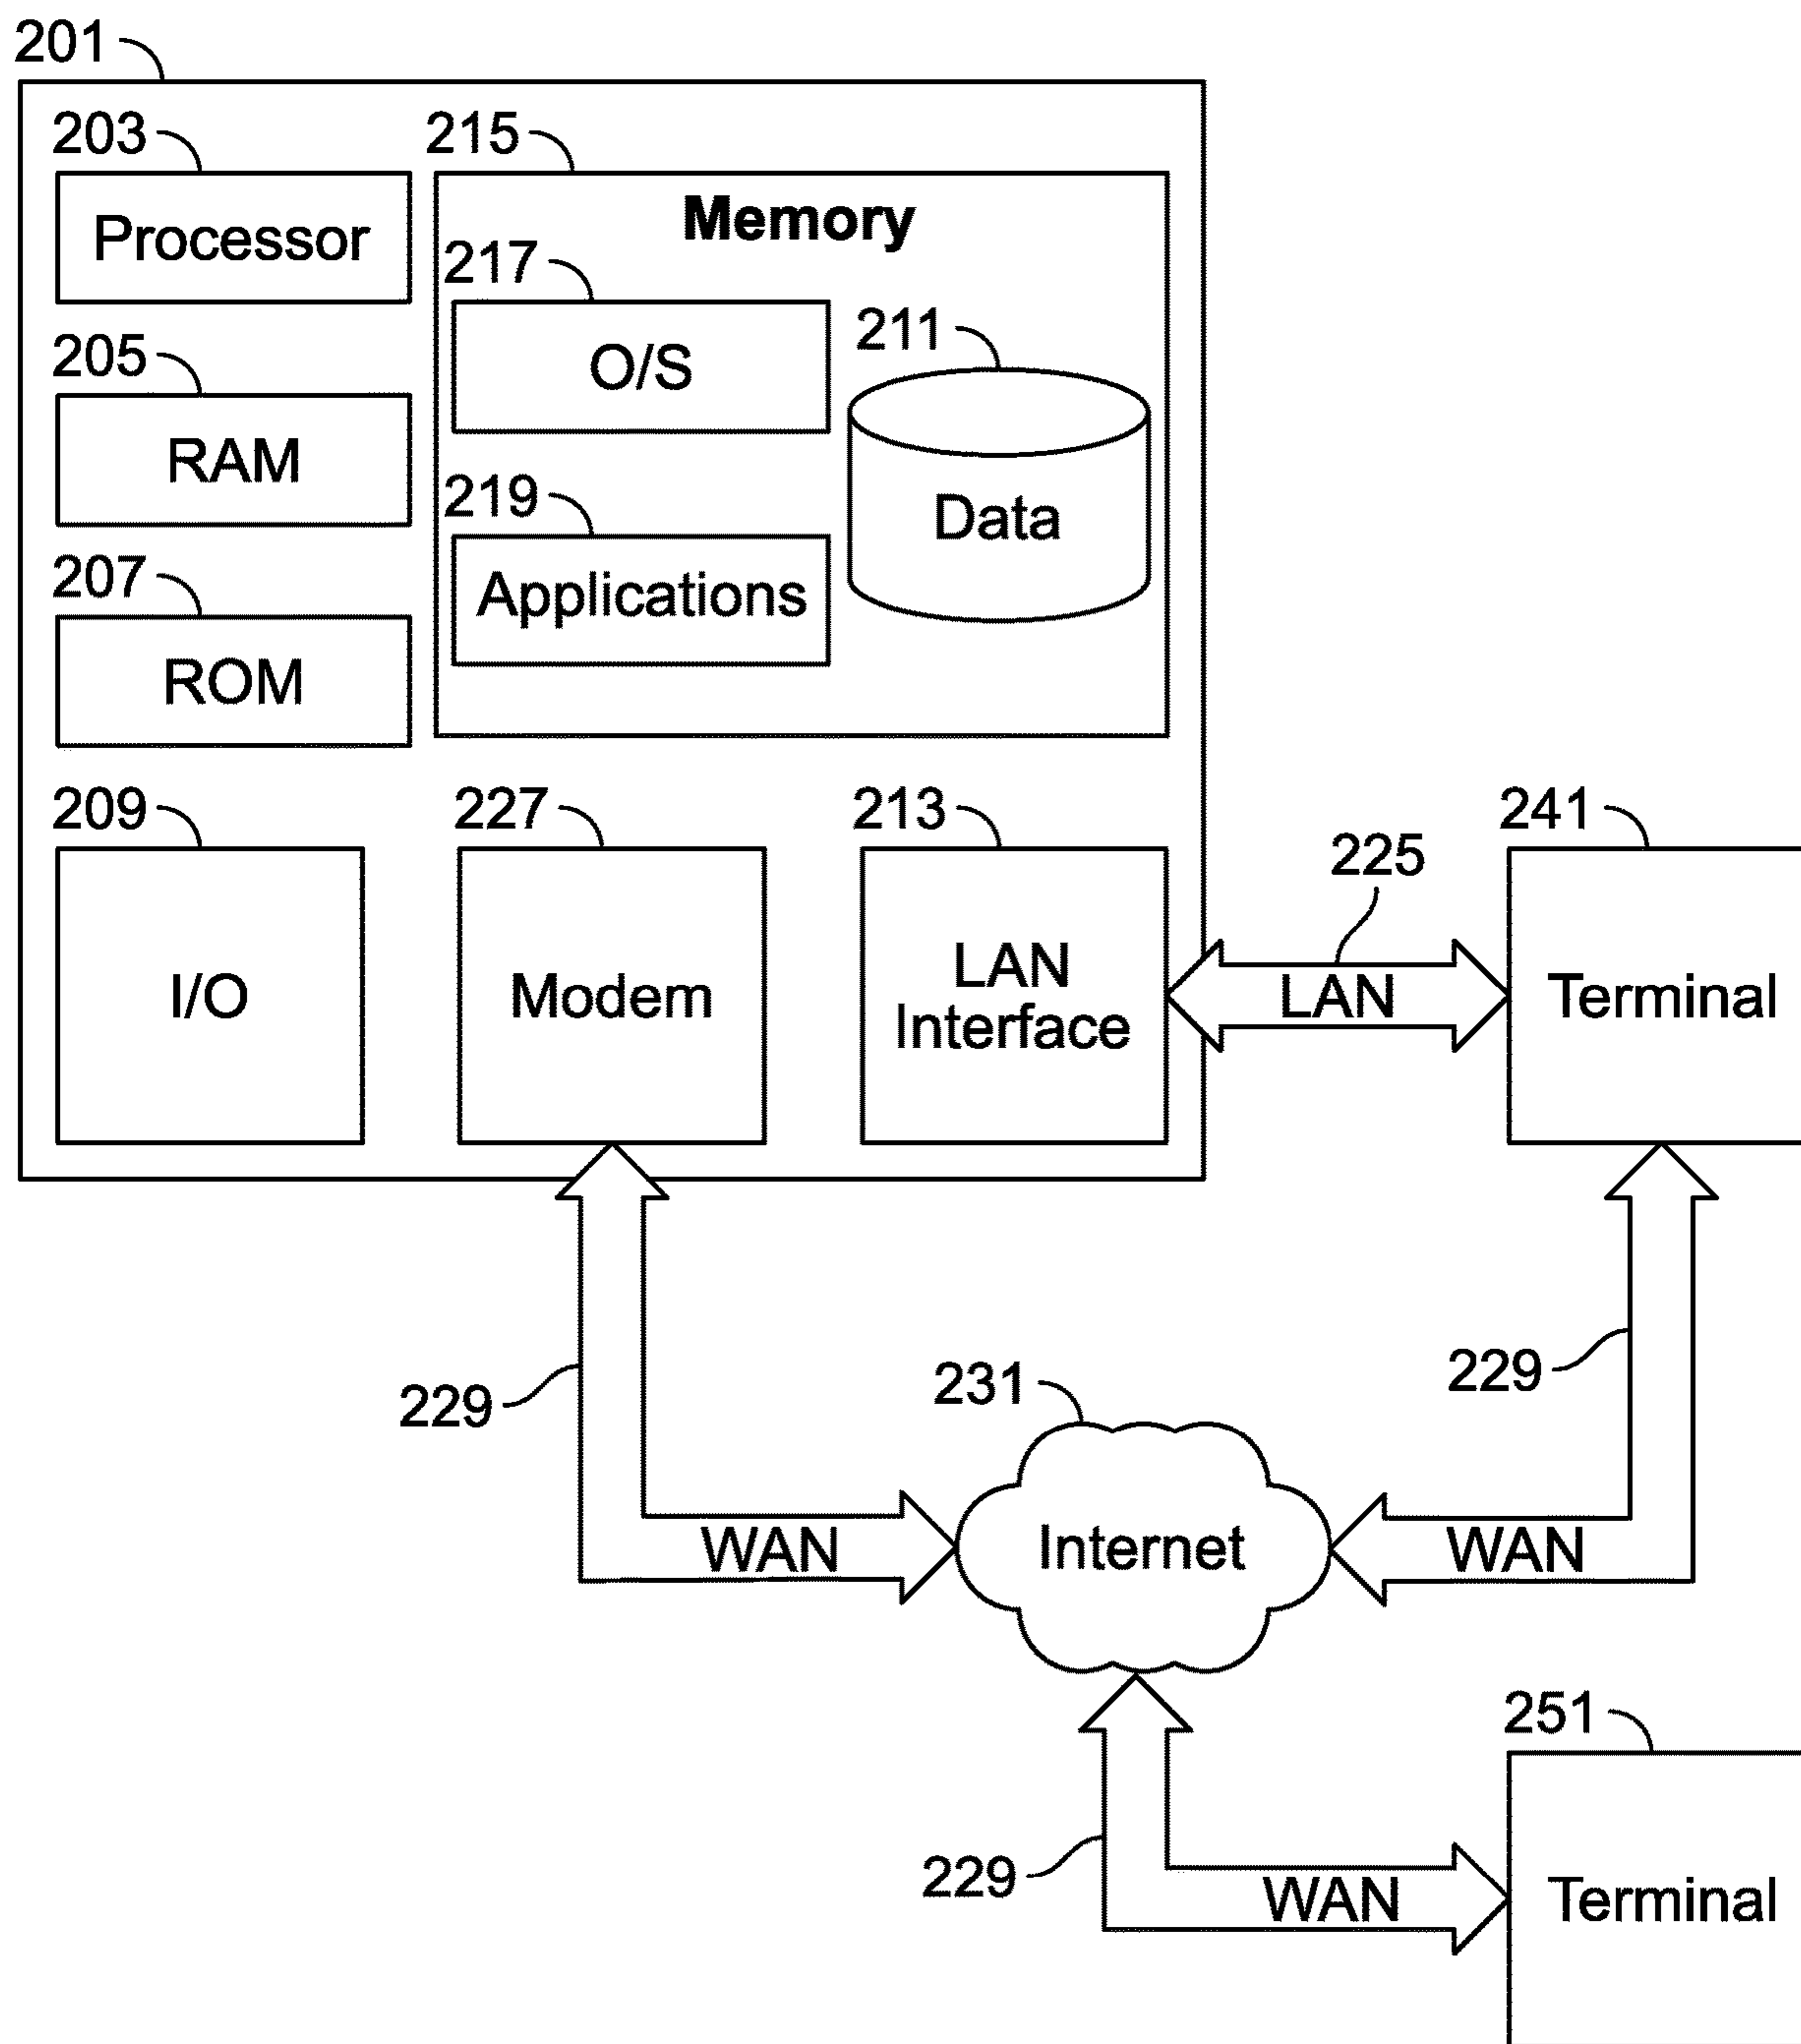 201
203
Processor
205
RAM
207
ROM
215
Memory
217
O/S
219
Applications
211
Data
209
I/O
227
Modem
213
LAN
Interface
225
LAN
241
Terminal
229
WAN
231
Internet
229
WAN
229
WAN
251
Terminal